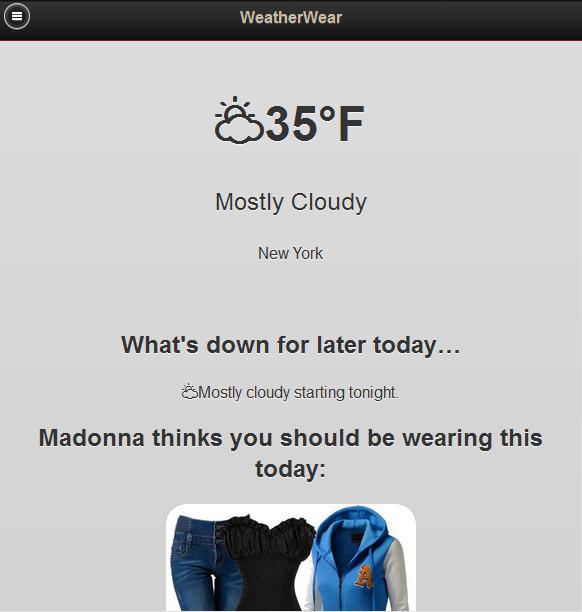 WeatherWear
35°F
Mostly Cloudy
New York
What's down for later today…
Mostly cloudy starting tonight.
Madonna thinks you should be wearing this
today:
A